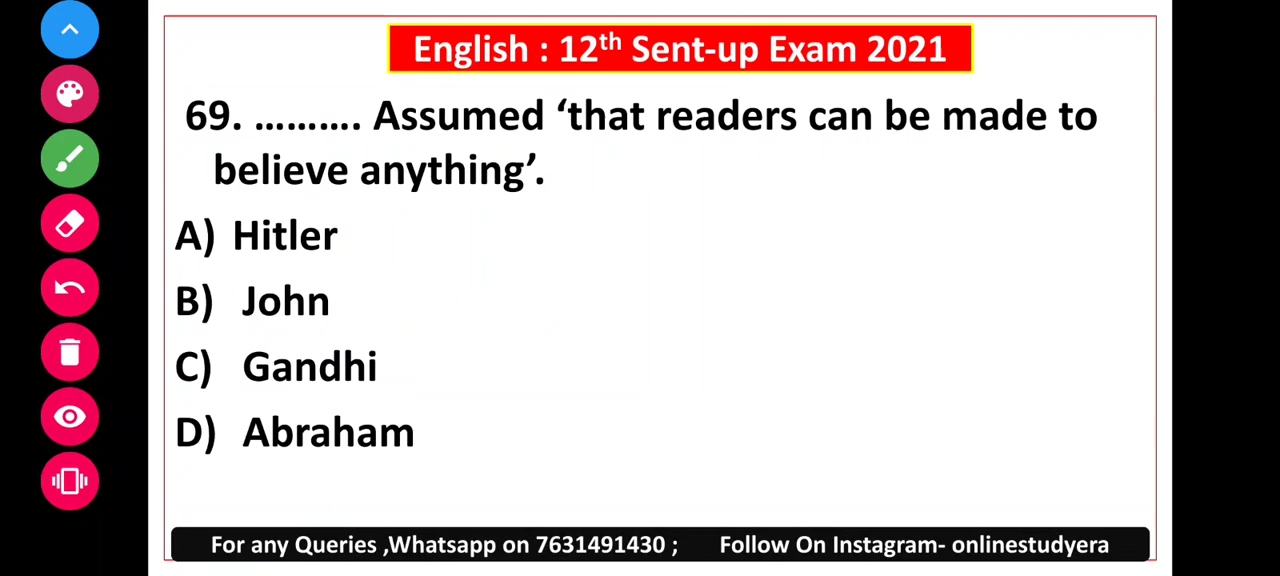 English : 12th Sent-up Exam 2021
69. .......... Assumed ‘that readers can be made to
believe anything’.
A) Hitler
B) John
C) Gandhi
D) Abraham
For any Queries ,Whatsapp on 7631491430 ; Follow On Instagram- onlinestudyera